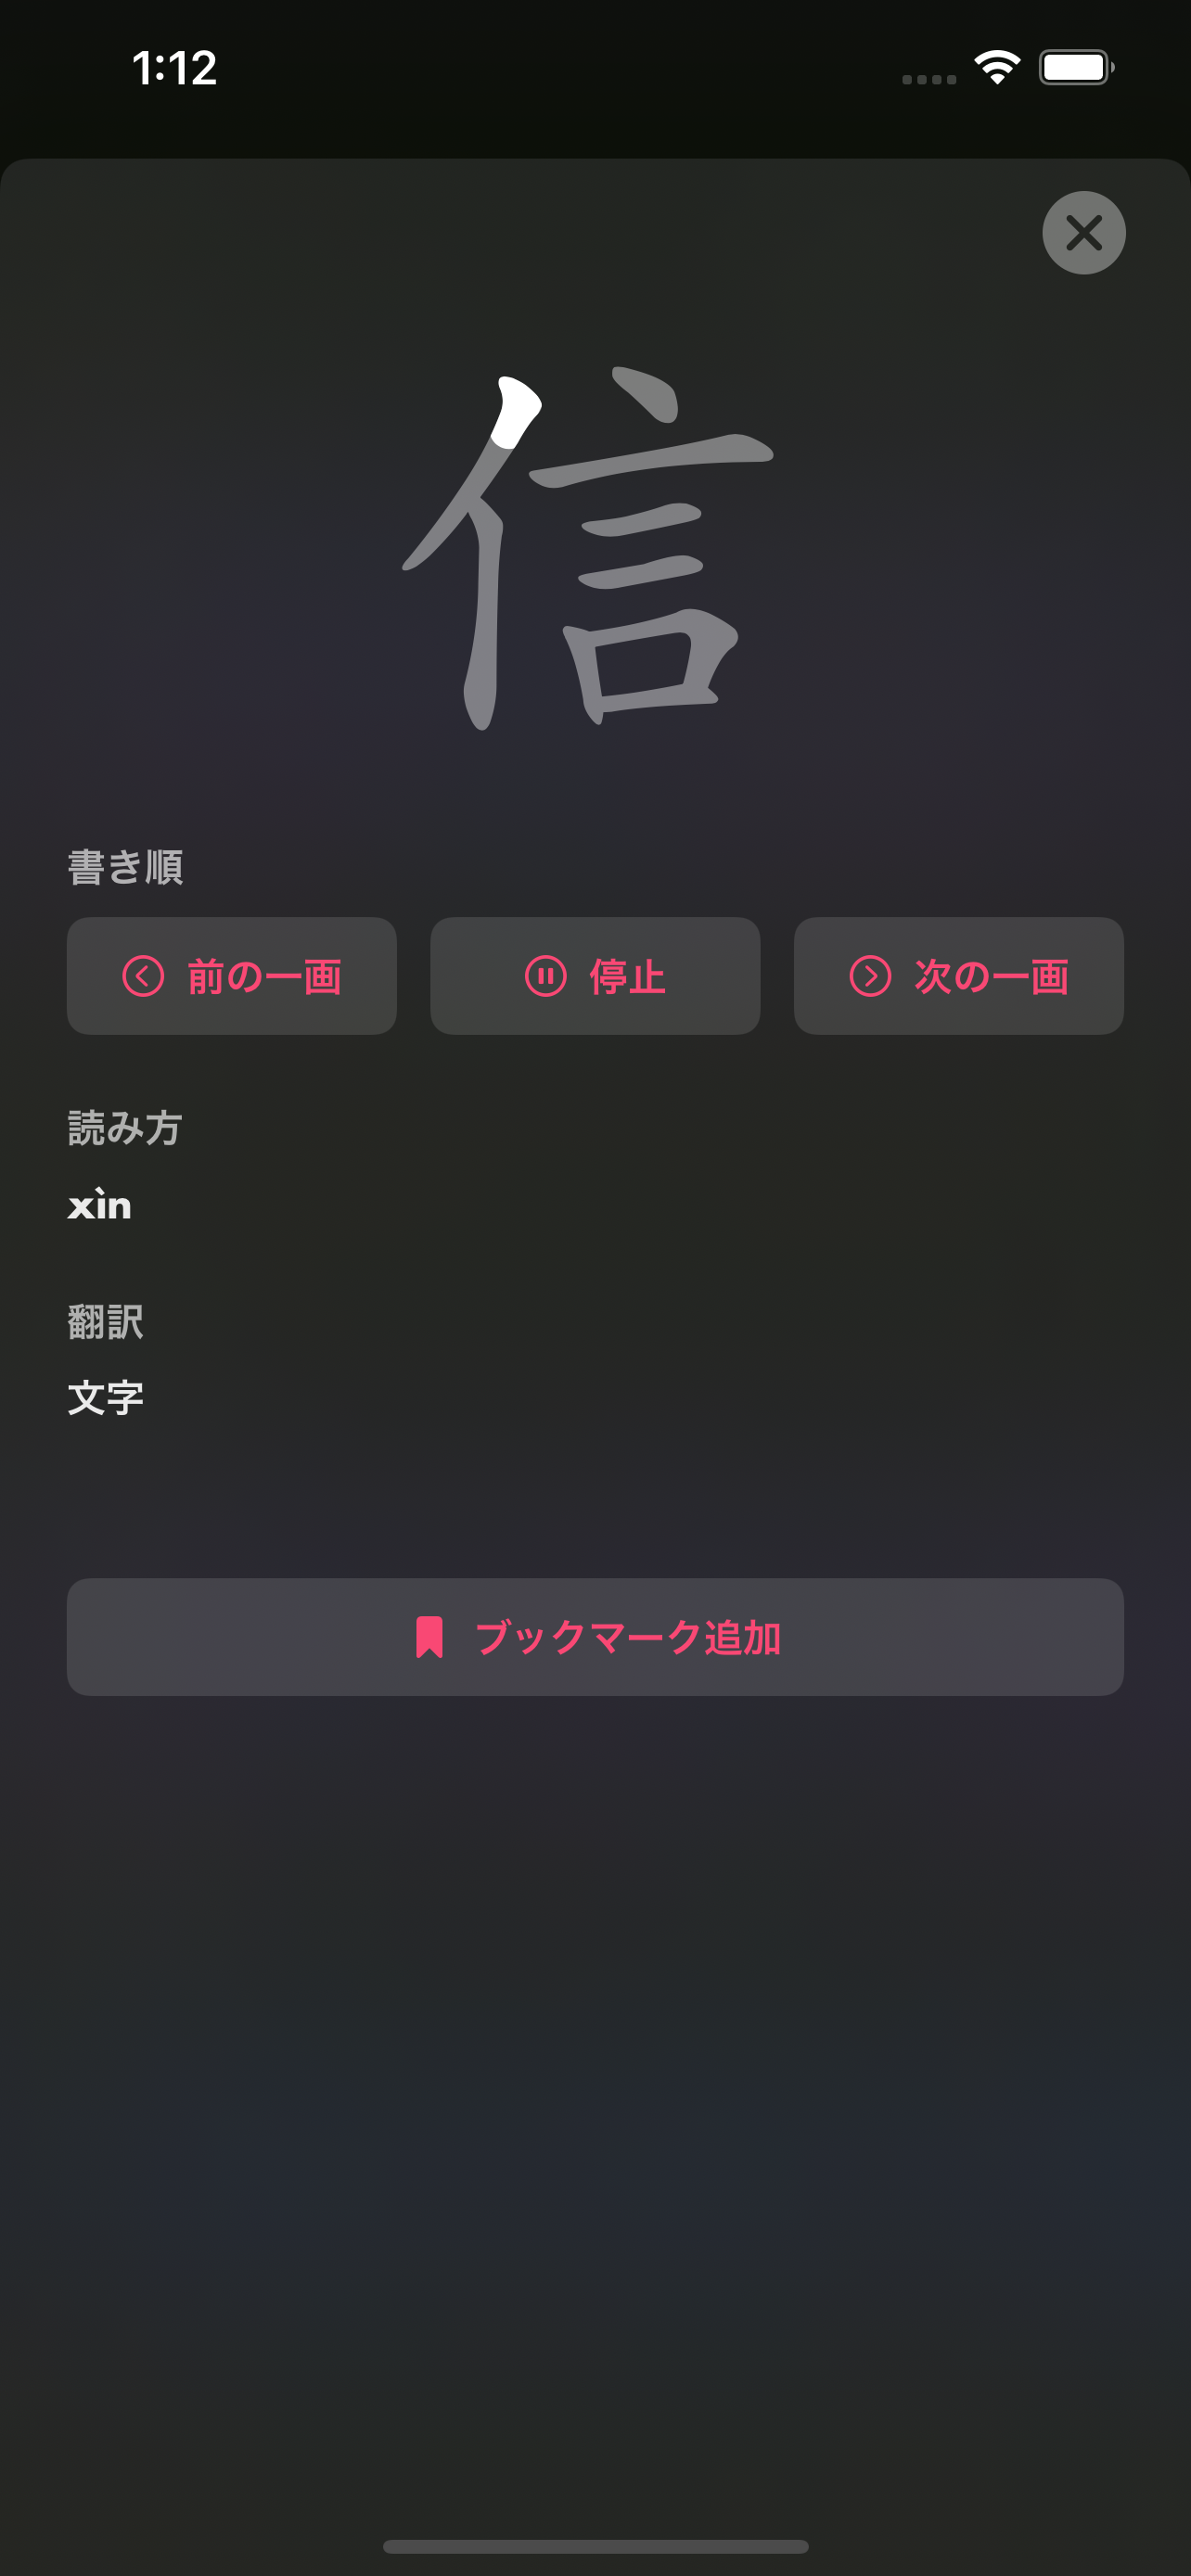 1:12
信
書き順
前の一画
停止
次の一画
読み方
xìn
翻訳
文字
ブックマーク追加